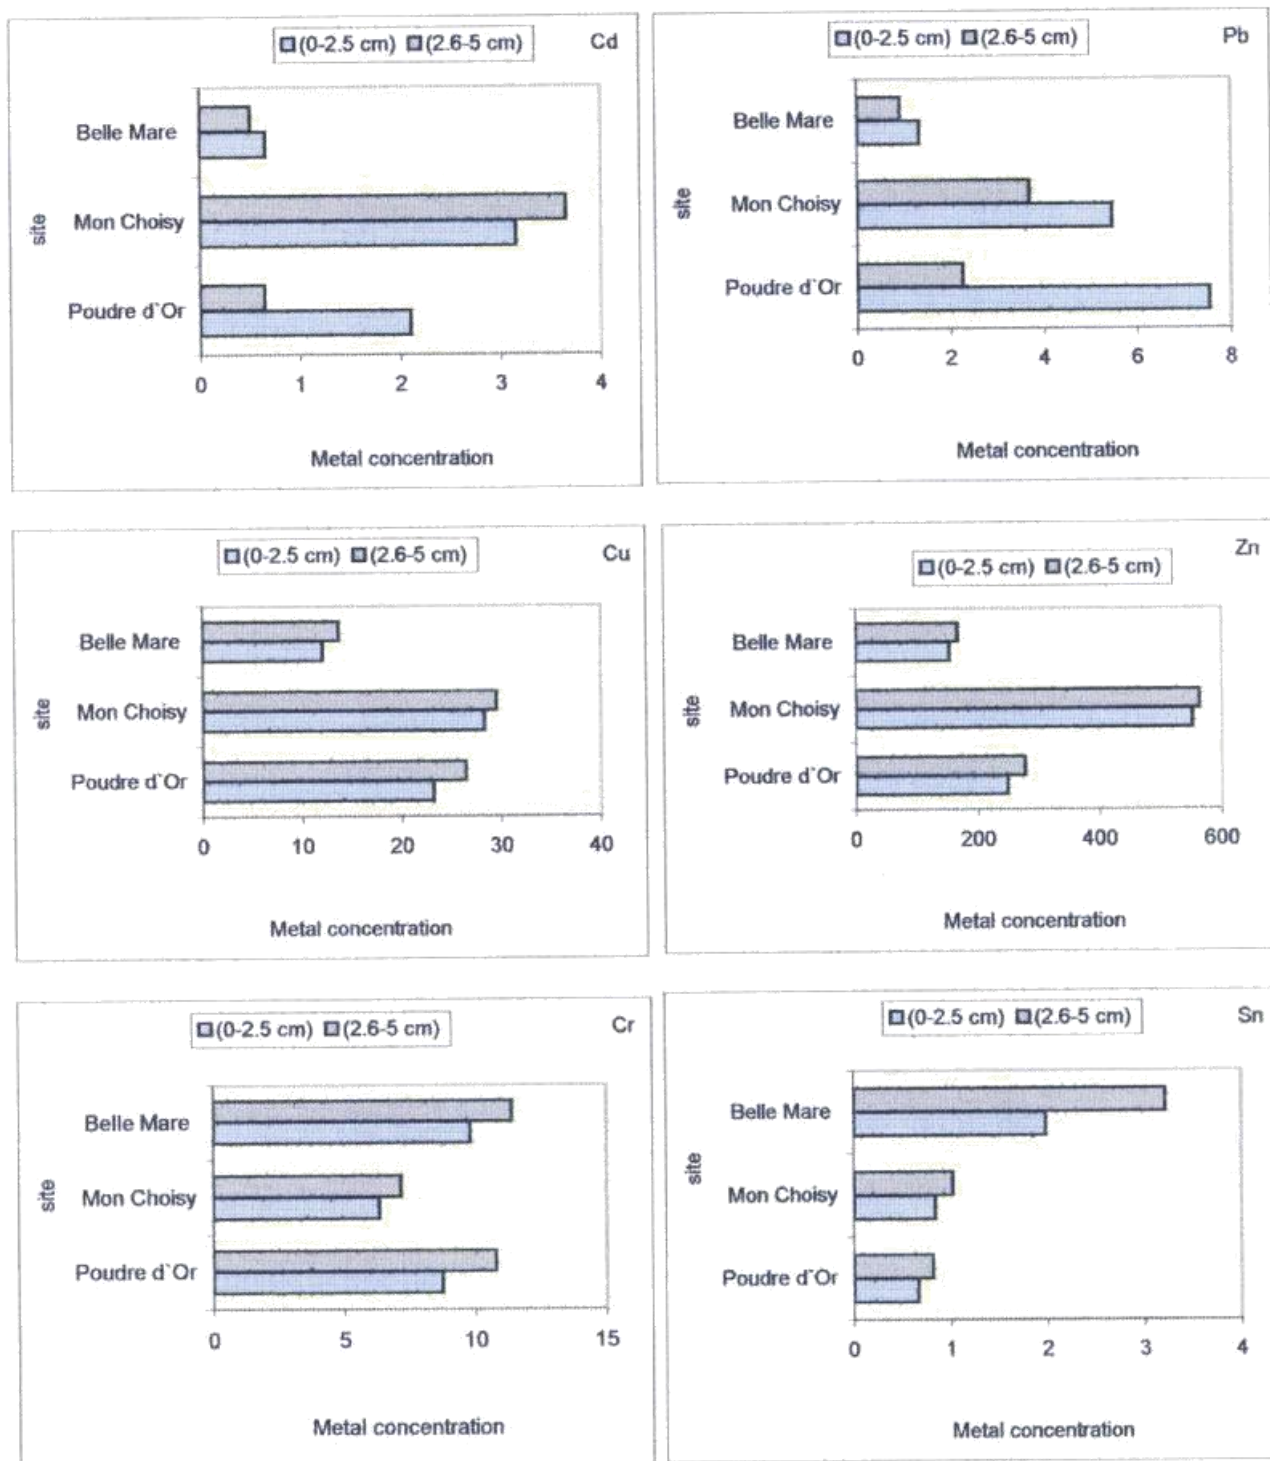 (0-2.5 cm) (2.6-5 cm) Cd
Belle Mare
Mon Choisy
Poudre d`Or
site
0 1 2 3 4
Metal concentration
(0-2.5 cm) (2.6-5 cm) Pb
Belle Mare
Mon Choisy
Poudre d`Or
site
0 2 4 6 8
Metal concentration
(0-2.5 cm) (2.6-5 cm) Cu
Belle Mare
Mon Choisy
Poudre d`Or
site
0 10 20 30 40
Metal concentration
(0-2.5 cm) (2.6-5 cm) Zn
Belle Mare
Mon Choisy
Poudre d`Or
site
0 200 400 600
Metal concentration
(0-2.5 cm) (2.6-5 cm) Cr
Belle Mare
Mon Choisy
Poudre d`Or
site
0 5 10 15
Metal concentration
(0-2.5 cm) (2.6-5 cm) Sn
Belle Mare
Mon Choisy
Poudre d`Or
site
0 1 2 3 4
Metal concentration